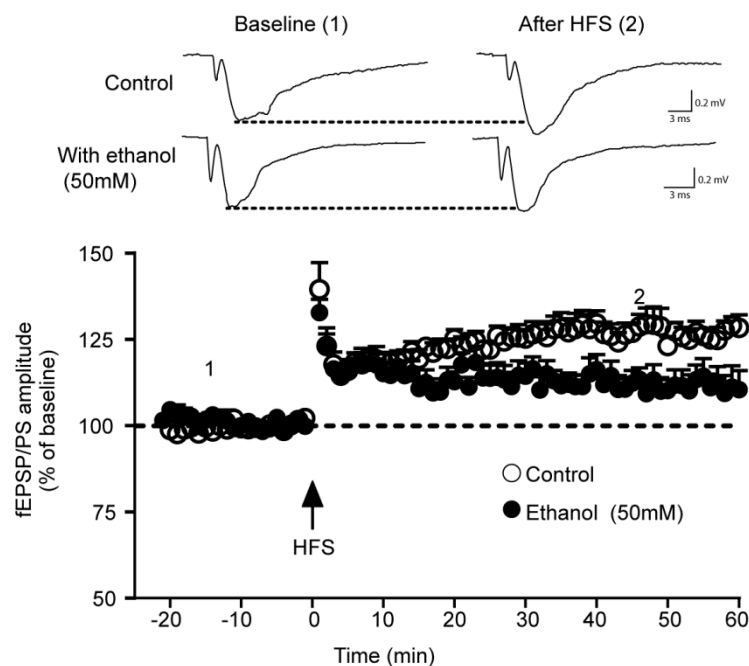 Baseline (1) After HFS (2)
Control
0.2 mV
3 ms
With ethanol
(50mM)
0.2 mV
3 ms
150
125
100
75
50
fEPSP/PS amplitude
(% of baseline)
1
2
Control
Ethanol (50mM)
HFS
-20 -10 0 10 20 30 40 50 60
Time (min)